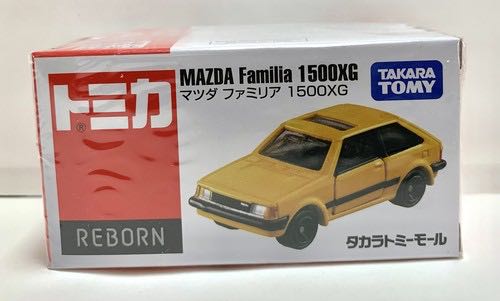 トミカ
®
REBORN
MAZDA Familia 1500XG
マツダ ファミリア 1500XG
TAKARA
TOMY
タカラトミーモール